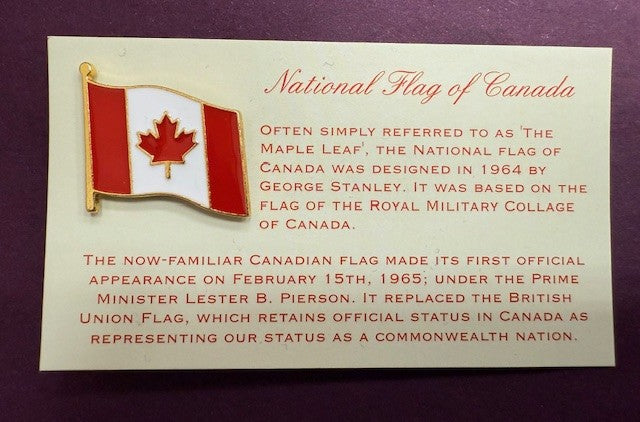 National Flag of Canada
OFTEN SIMPLY REFERRED TO AS 'THE
MAPLE LEAF', THE NATIONAL FLAG OF
CANADA WAS DESIGNED IN 1964 BY
GEORGE STANLEY. IT WAS BASED ON THE
FLAG OF THE ROYAL MILITARY COLLAGE
OF CANADA.
THE NOW-FAMILIAR CANADIAN FLAG MADE ITS FIRST OFFICIAL
APPEARANCE ON FEBRUARY 15TH, 1965; UNDER THE PRIME
MINISTER LESTER B. PIERSON. IT REPLACED THE BRITISH
UNION FLAG, WHICH RETAINS OFFICIAL STATUS IN CANADA AS
REPRESENTING OUR STATUS AS A COMMONWEALTH NATION.